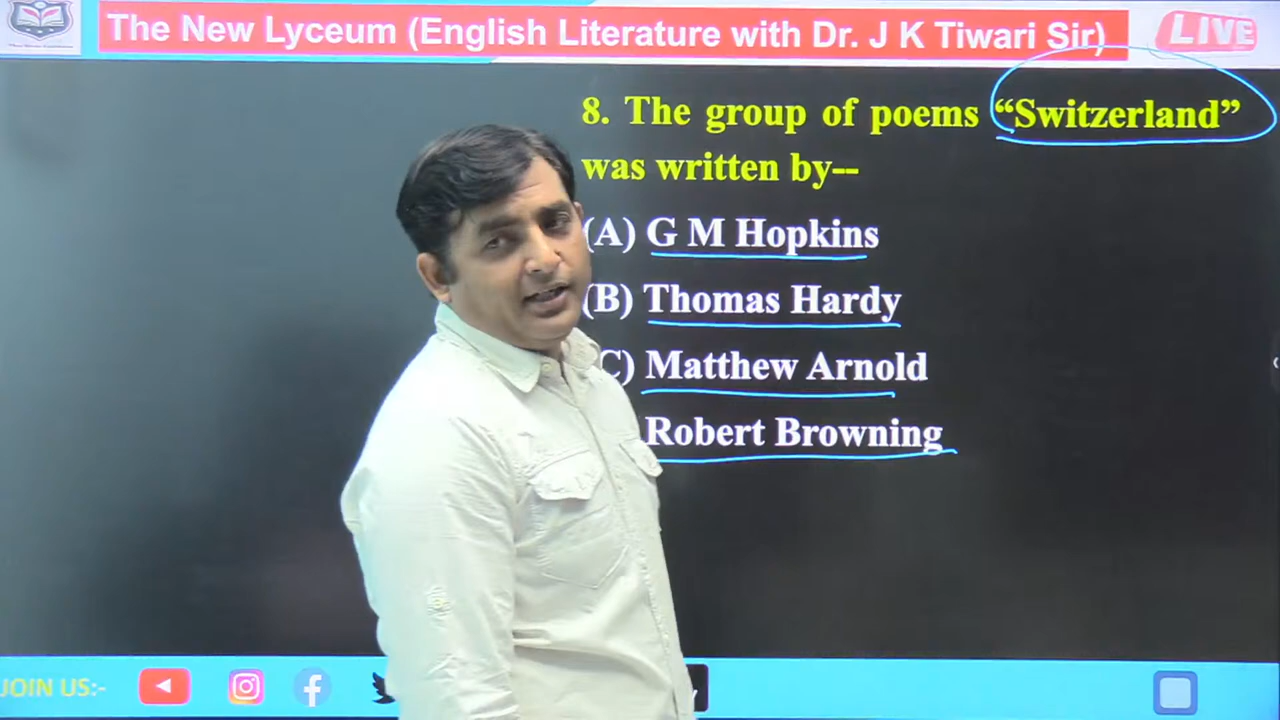 The New Lyceum (English Literature with Dr. J K Tiwari Sir)
LIVE
8. The group of poems “Switzerland”
was written by--
(A) G M Hopkins
(B) Thomas Hardy
C) Matthew Arnold
Robert Browning
JOIN US:-